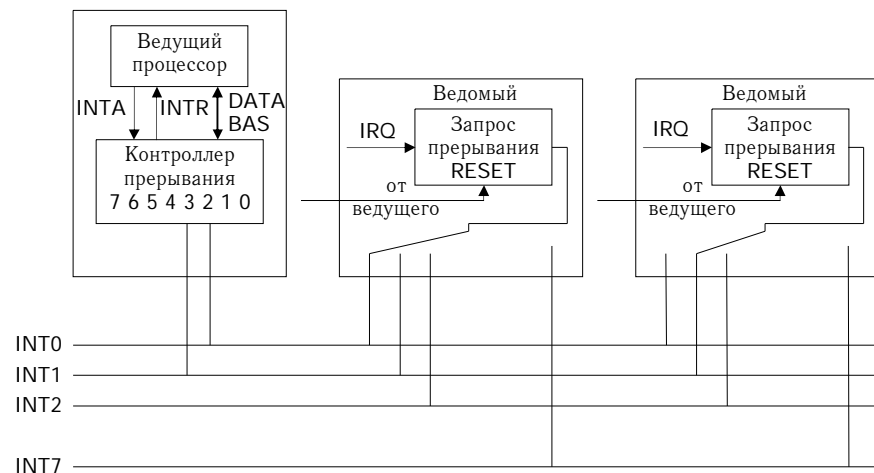 Ведущий
процессор
INTA
INTR
DATA
BAS
Контроллер
прерывания
7 6 5 4 3 2 1 0
Ведомый
IRQ
Запрос
прерывания
RESET
от
ведущего
Ведомый
IRQ
Запрос
прерывания
RESET
от
ведущего
INT0
INT1
INT2
INT7